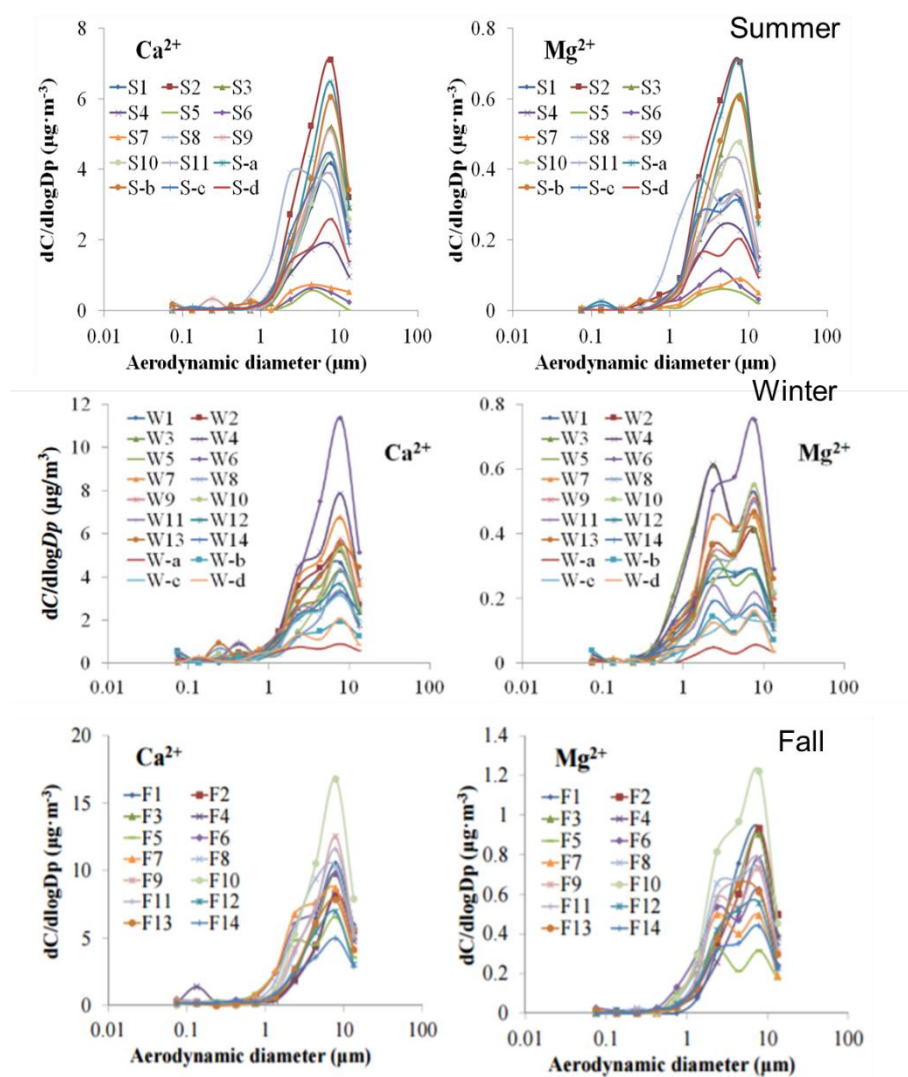 Summer
Ca²⁺
S1 S2 S3
S4 S5 S6
S7 S8 S9
S10 S11 S-a
S-b S-c S-d
8
6
4
2
0
0.01 0.1 1 10 100
dC/dlogDp (µg·m⁻³)
Aerodynamic diameter (µm)
Mg²⁺
S1 S2 S3
S4 S5 S6
S7 S8 S9
S10 S11 S-a
S-b S-c S-d
0.8
0.6
0.4
0.2
0
0.01 0.1 1 10 100
dC/dlogDp (µg·m⁻³)
Aerodynamic diameter (µm)
Winter
Ca²⁺
W1 W2
W3 W4
W5 W6
W7 W8
W9 W10
W11 W12
W13 W14
W-a W-b
W-c W-d
12
10
8
6
4
2
0
0.01 0.1 1 10 100
dC/dlogDp (µg/m³)
Mg²⁺
W1 W2
W3 W4
W5 W6
W7 W8
W9 W10
W11 W12
W13 W14
W-a W-b
W-c W-d
0.8
0.6
0.4
0.2
0
0.01 0.1 1 10 100
Fall
Ca²⁺
F1 F2
F3 F4
F5 F6
F7 F8
F9 F10
F11 F12
F13 F14
20
15
10
5
0
0.01 0.1 1 10 100
dC/dlogDp (µg·m⁻³)
Aerodynamic diameter (µm)
Mg²⁺
F1 F2
F3 F4
F5 F6
F7 F8
F9 F10
F11 F12
F13 F14
1.4
1.2
1
0.8
0.6
0.4
0.2
0
0.01 0.1 1 10 100
dC/dlogDp (µg·m⁻³)
Aerodynamic diameter (µm)